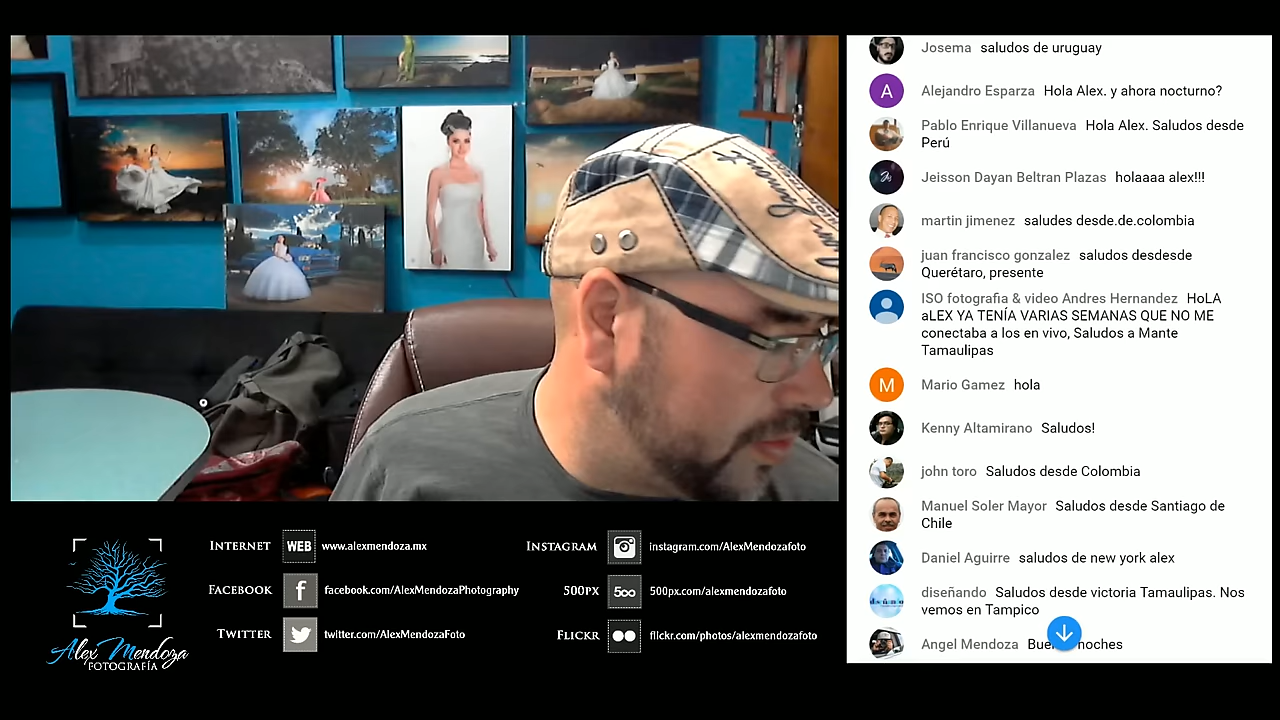 Josema saludos de uruguay
A
Alejandro Esparza Hola Alex. y ahora nocturno?
Pablo Enrique Villanueva Hola Alex. Saludos desde
Perú
Jeisson Dayan Beltran Plazas holaaaa alex!!!
martin jimenez saludes desde.de.colombia
juan francisco gonzalez saludos desdesde
Querétaro, presente
ISO fotografia & video Andres Hernandez HoLA
aLEX YA TENÍA VARIAS SEMANAS QUE NO ME
conectaba a los en vivo, Saludos a Mante
Tamaulipas
M
Mario Gamez hola
Kenny Altamirano Saludos!
john toro Saludos desde Colombia
Manuel Soler Mayor Saludos desde Santiago de
Chile
Daniel Aguirre saludos de new york alex
diseñando Saludos desde victoria Tamaulipas. Nos
vemos en Tampico
Angel Mendoza noches
INTERNET WEB www.alexmendoza.mx
FACEBOOK f facebook.com/AlexMendozaPhotography
TWITTER twitter.com/AlexMendozaFoto
INSTAGRAM instagram.com/AlexMendozafoto
500PX 500 500px.com/alexmendozafoto
FLICKR flickr.com/photos/alexmendozafoto
Alex Mendoza
FOTOGRAFÍA